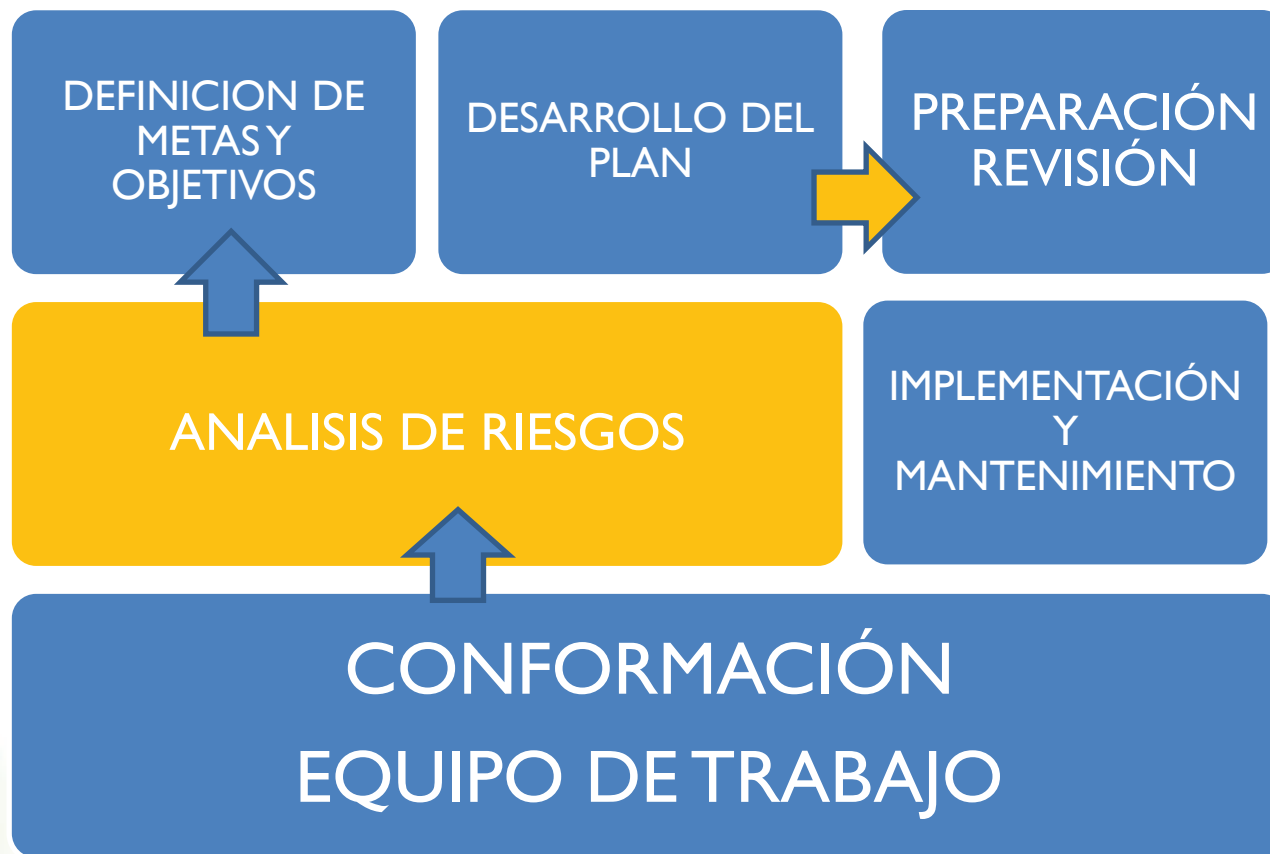 DEFINICION DE
METAS Y
OBJETIVOS
DESARROLLO DEL
PLAN
PREPARACIÓN
REVISIÓN
ANALISIS DE RIESGOS
IMPLEMENTACIÓN
Y
MANTENIMIENTO
CONFORMACIÓN
EQUIPO DE TRABAJO